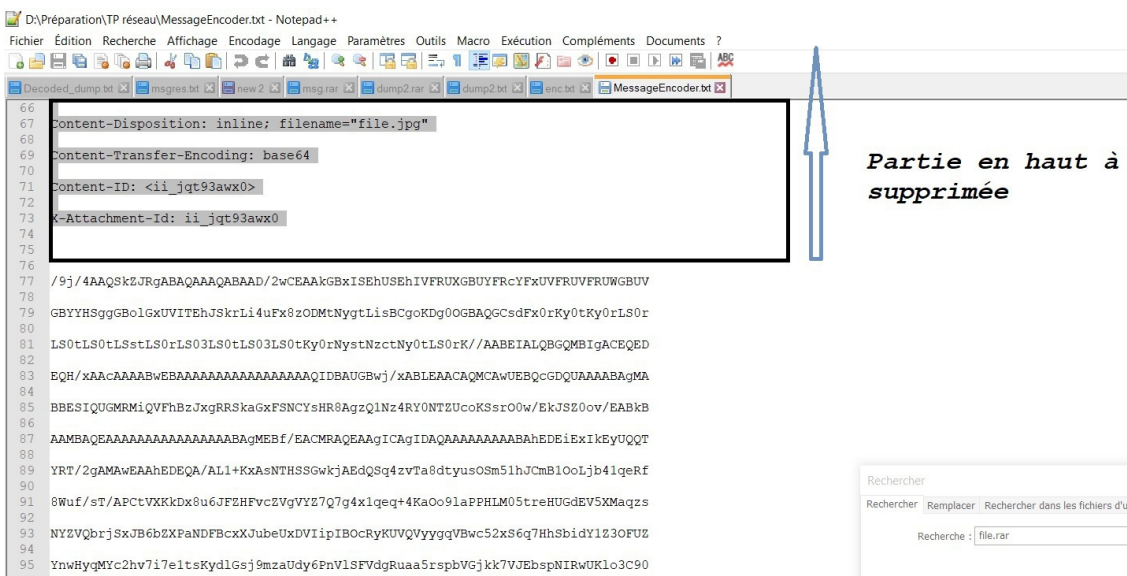 D:\Préparation\TP réseau\MessageEncoder.txt - Notepad++
Fichier Édition Recherche Affichage Encodage Langage Paramètres Outils Macro Exécution Compléments Documents ?
Decoded_dump.txt msgres.txt new 2 msg.rar dump2.rar dump2.txt enc.txt MessageEncoder.txt
66
67 Content-Disposition: inline; filename="file.jpg"
68
69 Content-Transfer-Encoding: base64
70
71 Content-ID: <ii_jqt93awx0>
72
73 X-Attachment-Id: ii_jqt93awx0
74
75
76
77 /9j/4AAQSkZJRgABAQAAAQABAAD/2wCEAAkGBxISEhUSEhIVFRUXGBUYFRcYFxUVFRUVFRUWGBUV
78
79 GBYYHSggGBolGxUVITEhJSkrLi4uFx8zODMtNygtLisBCgoKDg0OGBAQGCsdFx0rKy0tKy0rLS0r
80
81 LS0tLS0tLSstLS0rLS03LS0tLS03LS0tKy0rNystNzctNy0tLS0rK//AABEIALQBGQMBIgACEQED
82
83 EQH/xAAcAAAABwEBAAAAAAAAAAAAAAAAAQIDBAUGBwj/xABLEAACAQMCAwUEBQcGDQUAAAABAgMA
84
85 BBESIQUGMRMiQVFhBzJxgRRSkaGxFSNCYsHR8AgzQ1Nz4RY0NTZUcoKSsrO0w/EkJSZ0ov/EABkB
86
87 AAMBAQEAAAAAAAAAAAAAAAABAgMEBf/EACMRAQEAAgICAgIDAQAAAAAAAAABAhEDEiExIkEyUQQT
88
89 YRT/2gAMAwEAAhEDEQA/AL1+KxAsNTHSSGwkjAEdQSq4zvTa8dtyusOSm51hJCmB1OoLjb41qeRf
90
91 8Wuf/sT/APCtVXKkDx8u6JFZHFvcZVgVYZ7Q7g4x1qeq+4KaOo9laPPHLM05treHUGdEV5XMaqzs
92
93 NYZVQbrjSxJB6bZXPaNDFBcxXJubeUxDVIipIBOcRyKUVQVyygqVBwc52xS6q7HhSbidY1Z3OFUZ
94
95 YnwHyqMYc2hv7i7e1tsKydlGsj9mzaUdy6PnVlSFVdgRuaa5rspbVGjkk7VJEbspNIRwUKlo3C90
Partie en haut à
supprimée
Rechercher
Rechercher Remplacer Rechercher dans les fichiers d'u
Recherche : file.rar